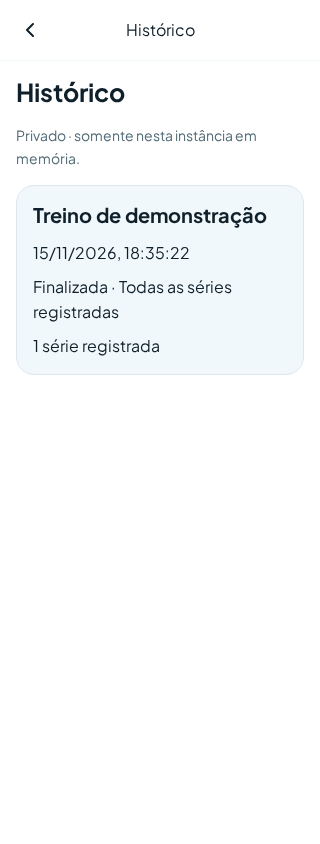 Histórico
Histórico
Privado · somente nesta instância em
memória.
Treino de demonstração
15/11/2026, 18:35:22
Finalizada · Todas as séries
registradas
1 série registrada